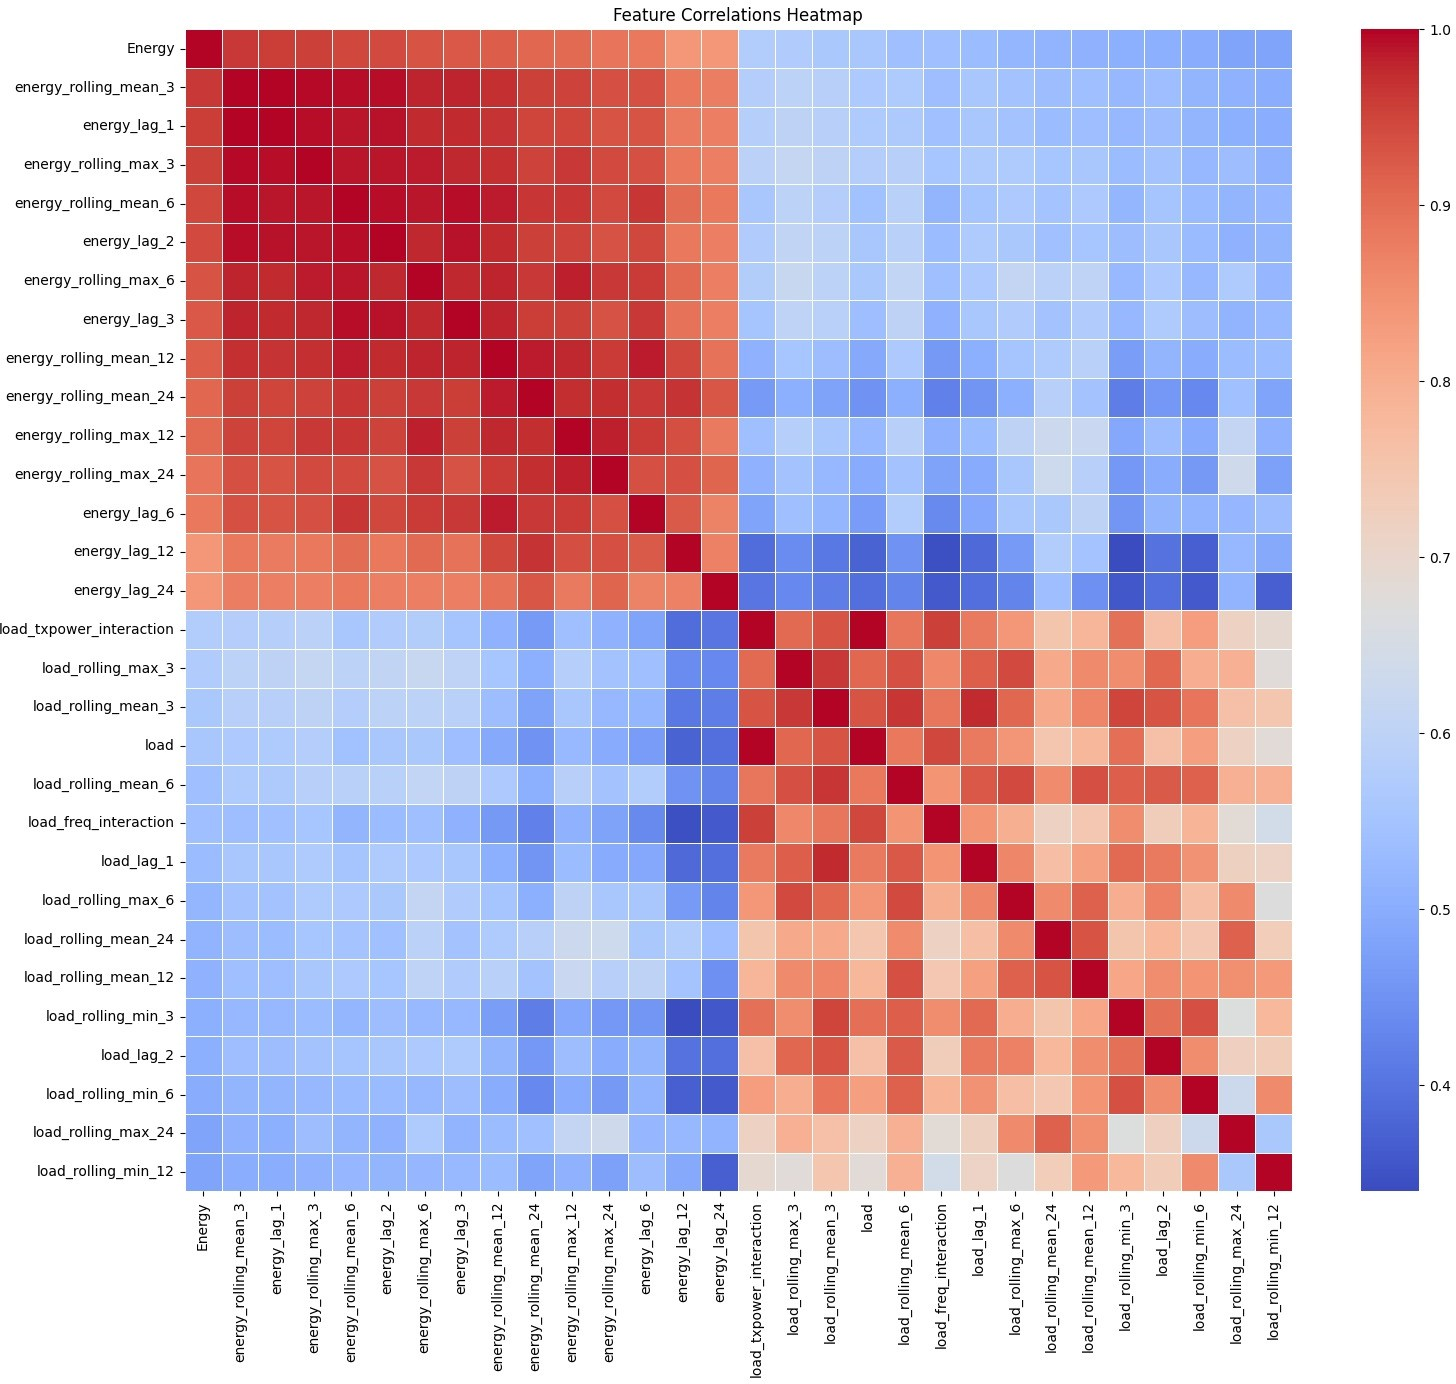 Feature Correlations Heatmap
Energy
energy_rolling_mean_3
energy_lag_1
energy_rolling_max_3
energy_rolling_mean_6
energy_lag_2
energy_rolling_max_6
energy_lag_3
energy_rolling_mean_12
energy_rolling_mean_24
energy_rolling_max_12
energy_rolling_max_24
energy_lag_6
energy_lag_12
energy_lag_24
load_txpower_interaction
load_rolling_max_3
load_rolling_mean_3
load
load_rolling_mean_6
load_freq_interaction
load_lag_1
load_rolling_max_6
load_rolling_mean_24
load_rolling_mean_12
load_rolling_min_3
load_lag_2
load_rolling_min_6
load_rolling_max_24
load_rolling_min_12
Energy
energy_rolling_mean_3
energy_lag_1
energy_rolling_max_3
energy_rolling_mean_6
energy_lag_2
energy_rolling_max_6
energy_lag_3
energy_rolling_mean_12
energy_rolling_mean_24
energy_rolling_max_12
energy_rolling_max_24
energy_lag_6
energy_lag_12
energy_lag_24
load_txpower_interaction
load_rolling_max_3
load_rolling_mean_3
load
load_rolling_mean_6
load_freq_interaction
load_lag_1
load_rolling_max_6
load_rolling_mean_24
load_rolling_mean_12
load_rolling_min_3
load_lag_2
load_rolling_min_6
load_rolling_max_24
load_rolling_min_12
1.0
0.9
0.8
0.7
0.6
0.5
0.4